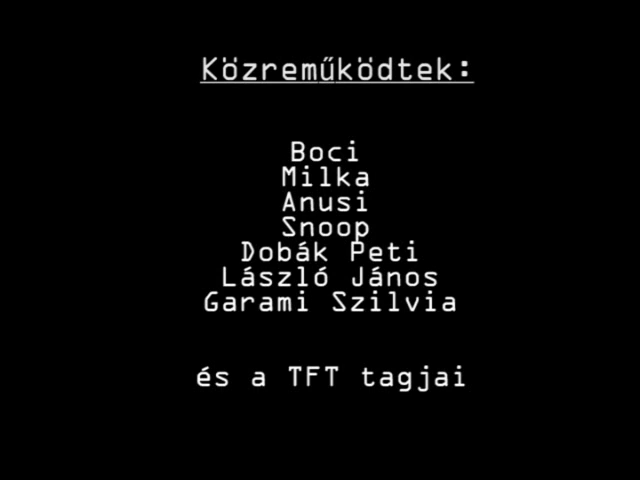 Közreműködtek:
Boci
Milka
Anusi
Snoop
Dobák Peti
László János
Garami Szilvia
és a TFT tagjai